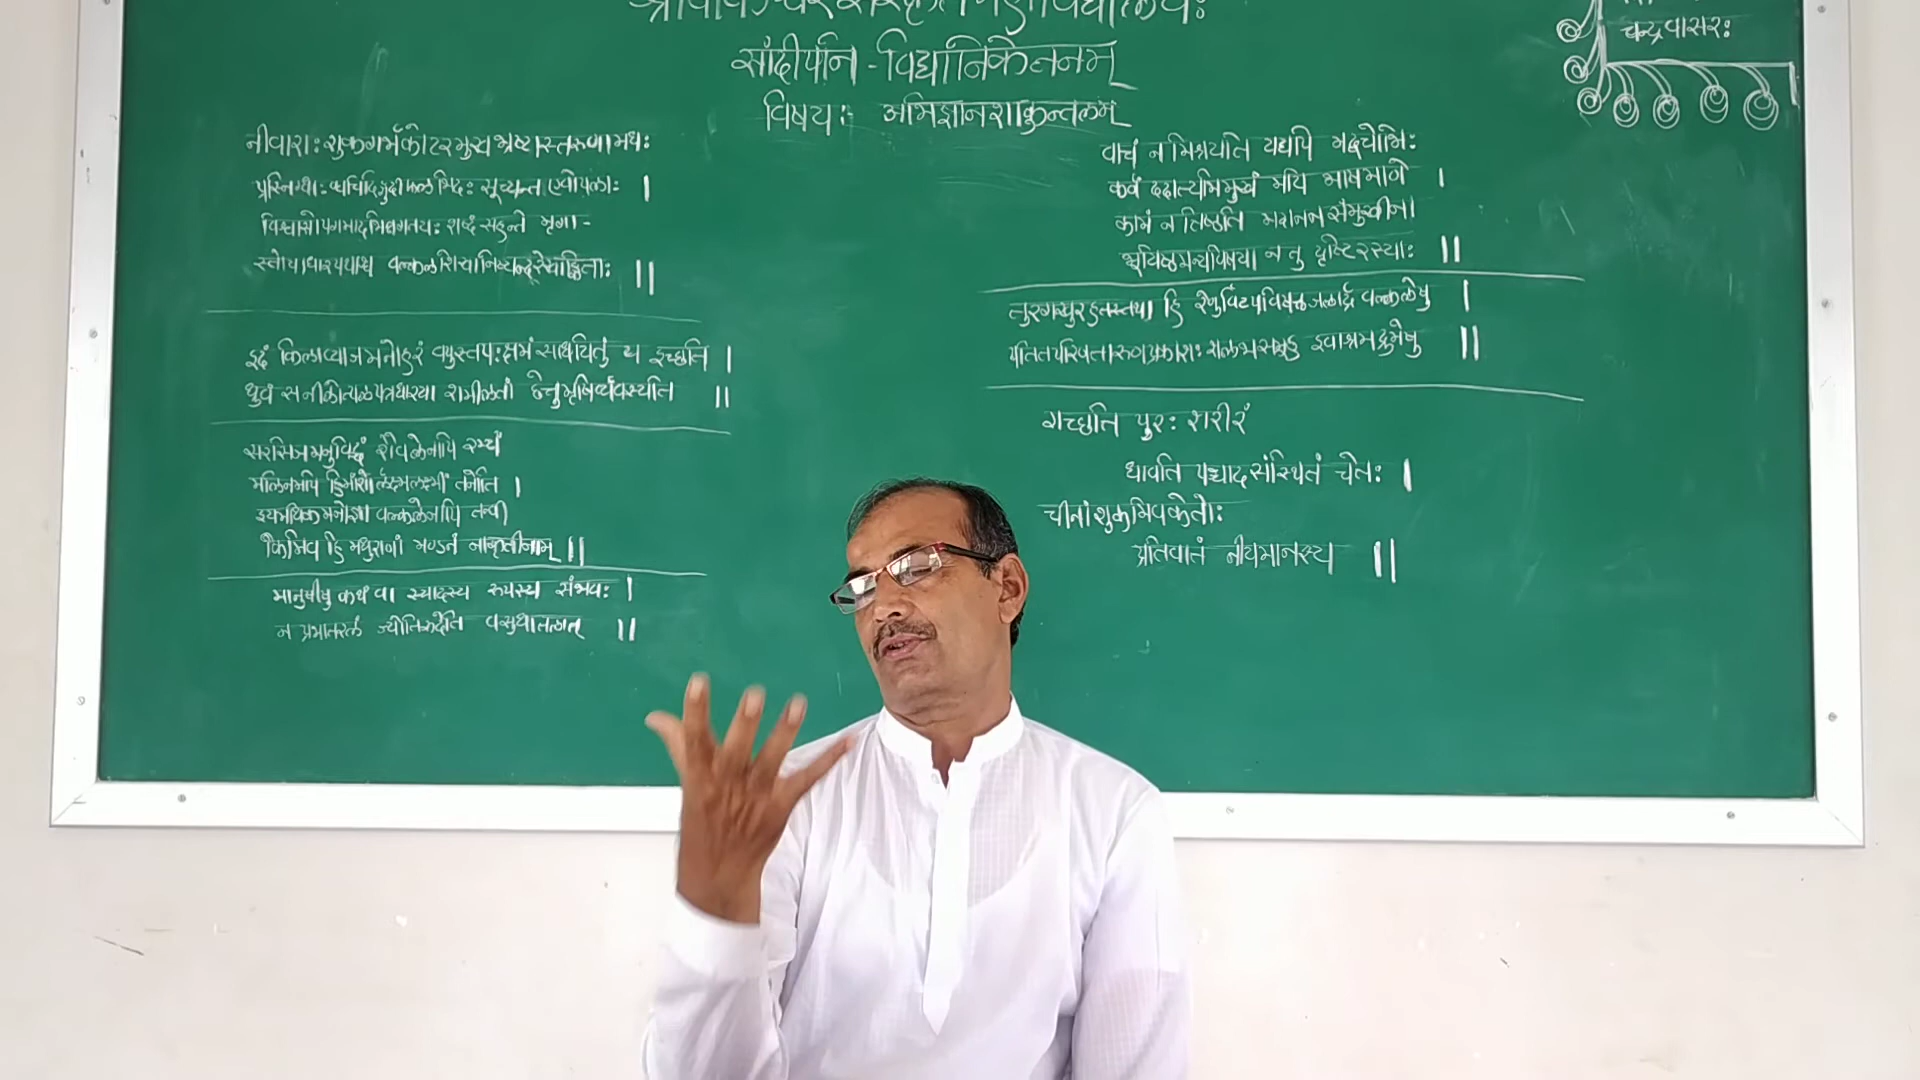 सांदीपनि - विद्यानिकेतनम्
विषयः- अभिज्ञानशाकुन्तलम्
चन्द्रवासरः
नीवाराः शुकगर्भकोटरमुखभ्रष्टास्तरुणामधः
प्रस्निग्धाः क्वचिदिङ्गुदीफलभिदः सूच्यन्त एवोपलाः ।
विश्वासोपगमादभिन्नगतयः शब्दं सहन्ते मृगा -
स्तोयाधारपथाश्च वल्कलशिखानिष्यन्दरेखाङ्किताः ॥
इदं किलाव्याजमनोहरं वपुस्तपःक्षमं साधयितुं य इच्छति ।
ध्रुवं स नीलोत्पलपत्रधारया शमीलतां छेत्तुमृषिर्व्यवस्यति ॥
सरसिजमनुविद्धं शैवलेनापि रम्यं
मलिनमपि हिमांशोर्लक्ष्मलक्ष्मीं तनोति ।
इयमधिकमनोज्ञा वल्कलेनापि तन्वी
किमिव हि मधुराणां मण्डनं नाकृतीनाम् ॥
मानुषीषु कथं वा स्यादस्य रूपस्य संभवः ।
न प्रभातरलं ज्योतिरुदेति वसुधातलात् ॥
वाचं न मिश्रयति यद्यपि मद्वचोभिः
कर्णं ददात्यभिमुखं मयि भाषमाणे ।
कामं न तिष्ठति मदाननसंमुखीना
भूयिष्ठमन्यविषया न तु दृष्टिरस्याः ॥
तुरगखुरहतस्तथा हि रेणुर्विटपविषक्तजलार्द्रवल्कलेषु ।
पतति परिणतारुणप्रकाशः शलभसमूह इवाश्रमद्रुमेषु ॥
गच्छति पुरः शरीरं
धावति पश्चादसंस्थितं चेतः ।
चीनांशुकमिवकेतोः
प्रतिवातं नीयमानस्य ॥